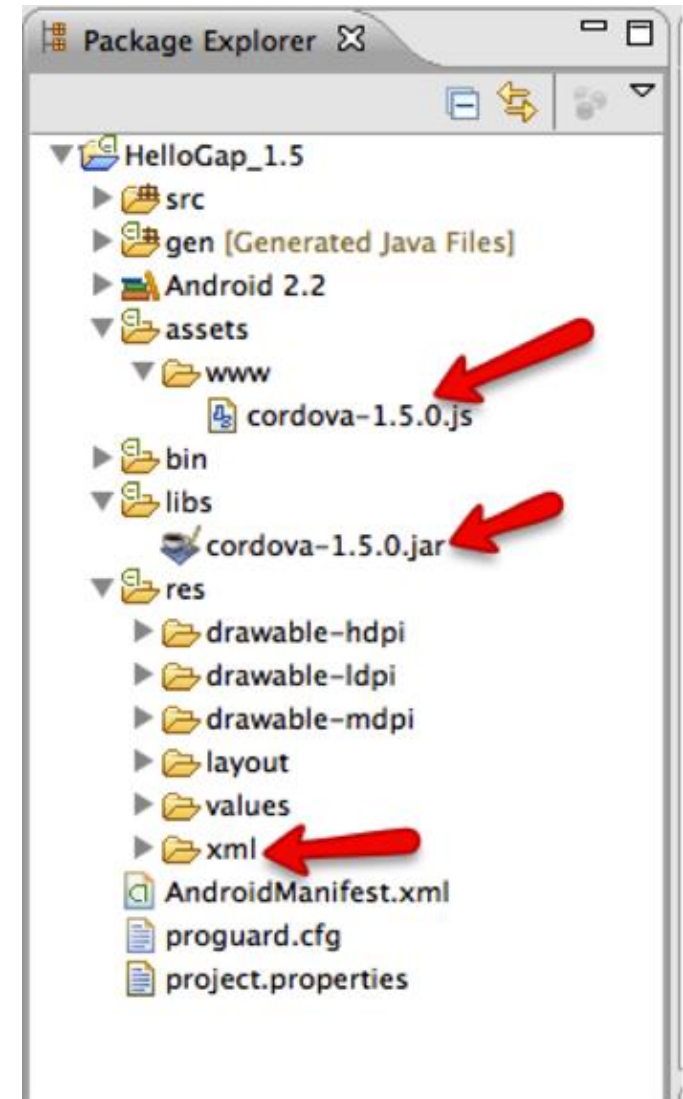 Package Explorer
HelloGap_1.5
src
gen [Generated Java Files]
Android 2.2
assets
www
cordova-1.5.0.js
bin
libs
cordova-1.5.0.jar
res
drawable-hdpi
drawable-ldpi
drawable-mdpi
layout
values
xml
AndroidManifest.xml
proguard.cfg
project.properties